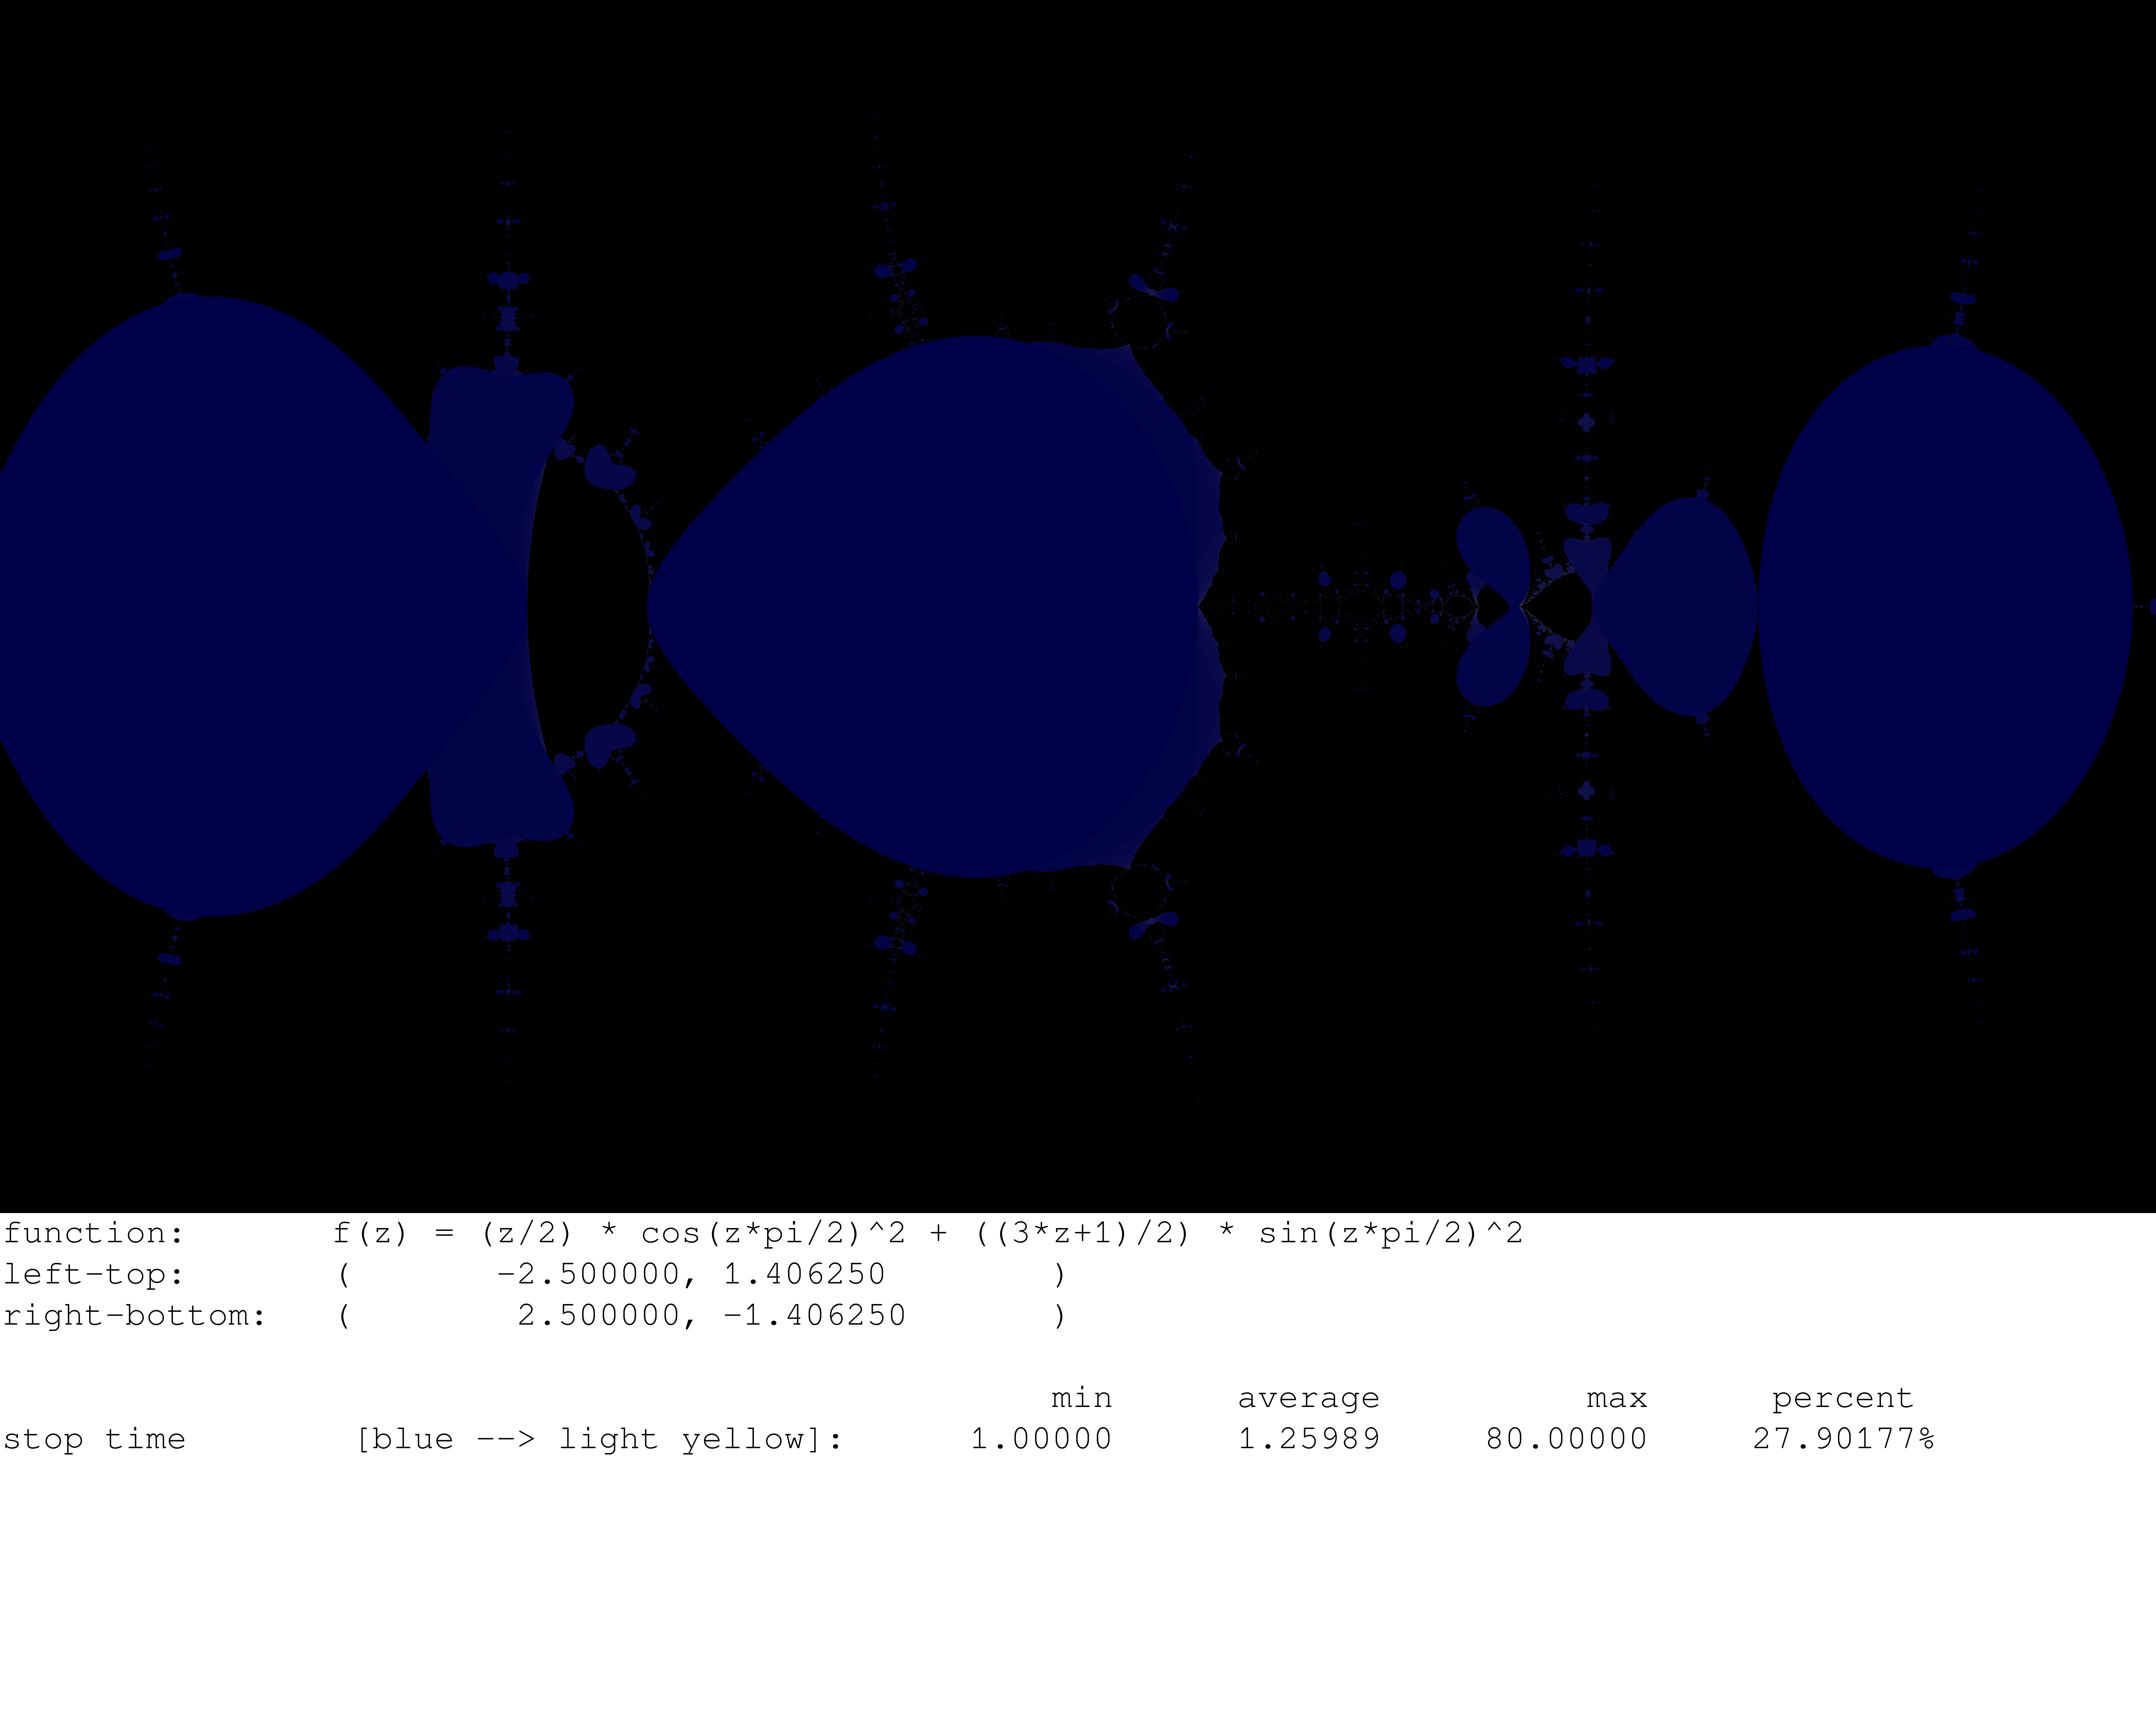 function: f(z) = (z/2) * cos(z*pi/2)^2 + ((3*z+1)/2) * sin(z*pi/2)^2
left-top: ( -2.500000, 1.406250 )
right-bottom: ( 2.500000, -1.406250 )
min average max percent
stop time [blue --> light yellow]: 1.00000 1.25989 80.00000 27.90177%